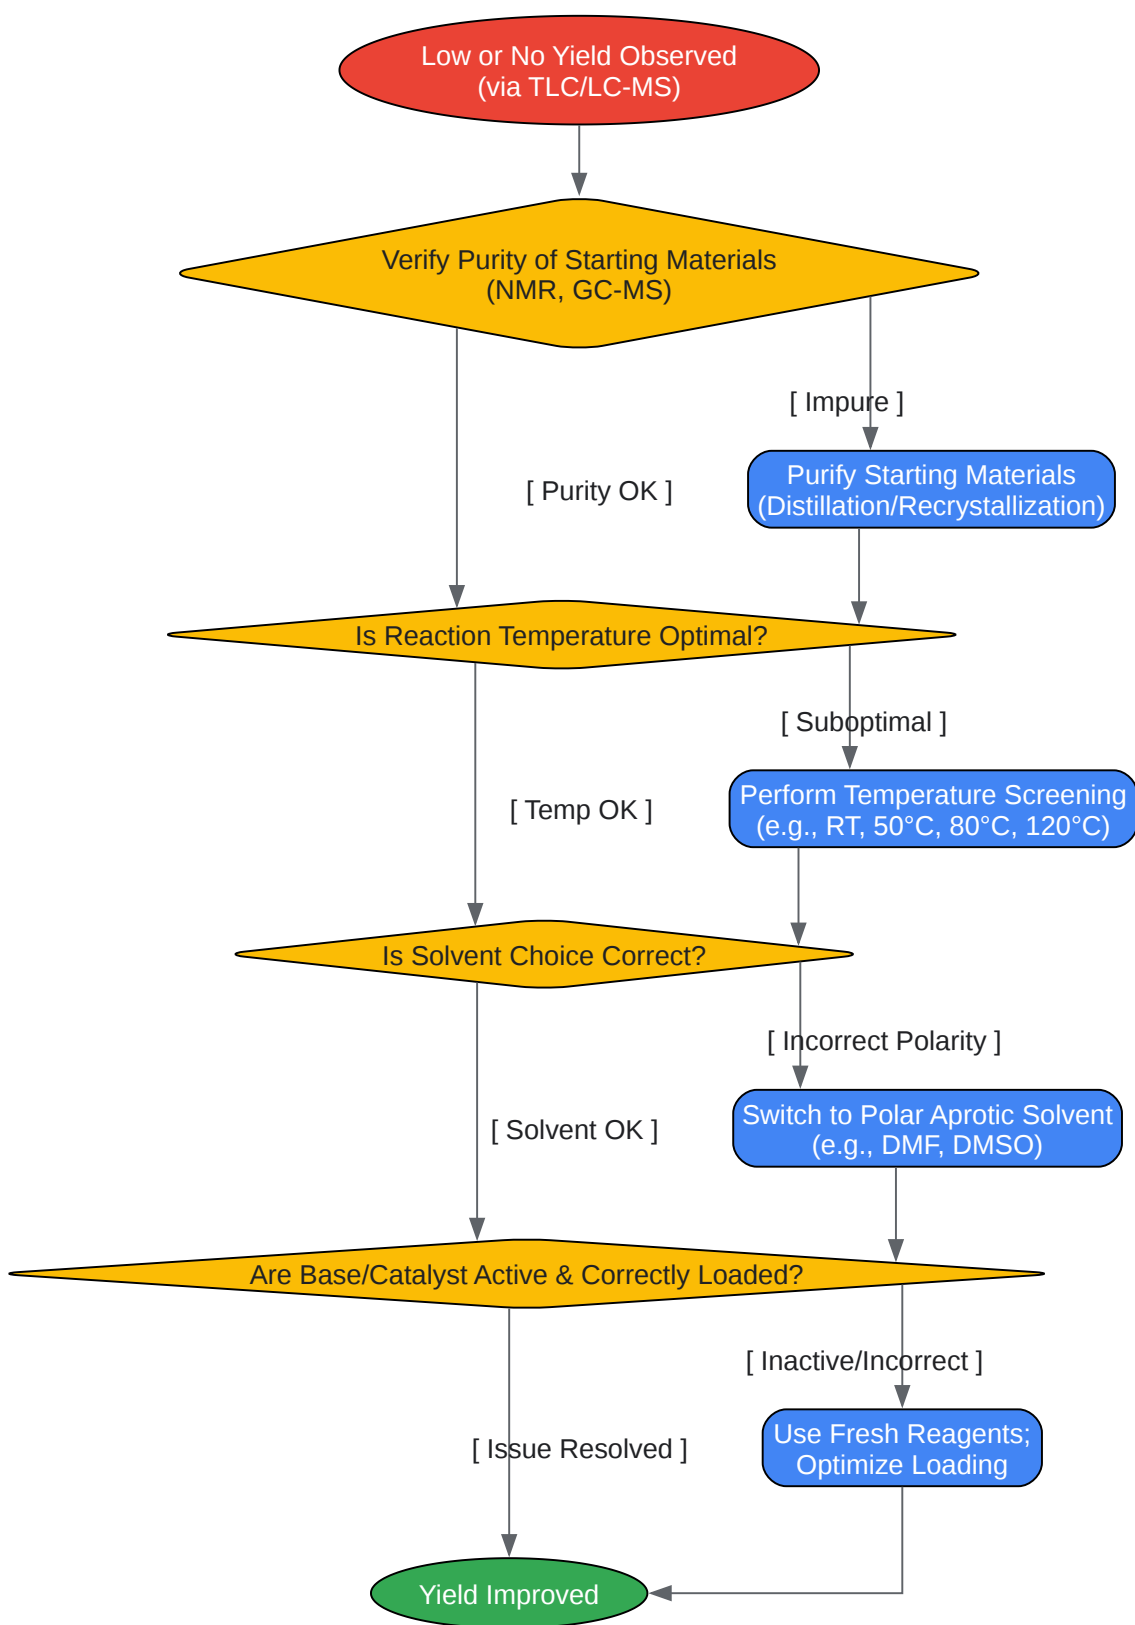 Low or No Yield Observed
(via TLC/LC-MS)
Verify Purity of Starting Materials
(NMR, GC-MS)
[ Impure ]
Purify Starting Materials
(Distillation/Recrystallization)
[ Purity OK ]
Is Reaction Temperature Optimal?
[ Suboptimal ]
Perform Temperature Screening
(e.g., RT, 50°C, 80°C, 120°C)
[ Temp OK ]
Is Solvent Choice Correct?
[ Incorrect Polarity ]
Switch to Polar Aprotic Solvent
(e.g., DMF, DMSO)
[ Solvent OK ]
Are Base/Catalyst Active & Correctly Loaded?
[ Inactive/Incorrect ]
Use Fresh Reagents;
Optimize Loading
[ Issue Resolved ]
Yield Improved